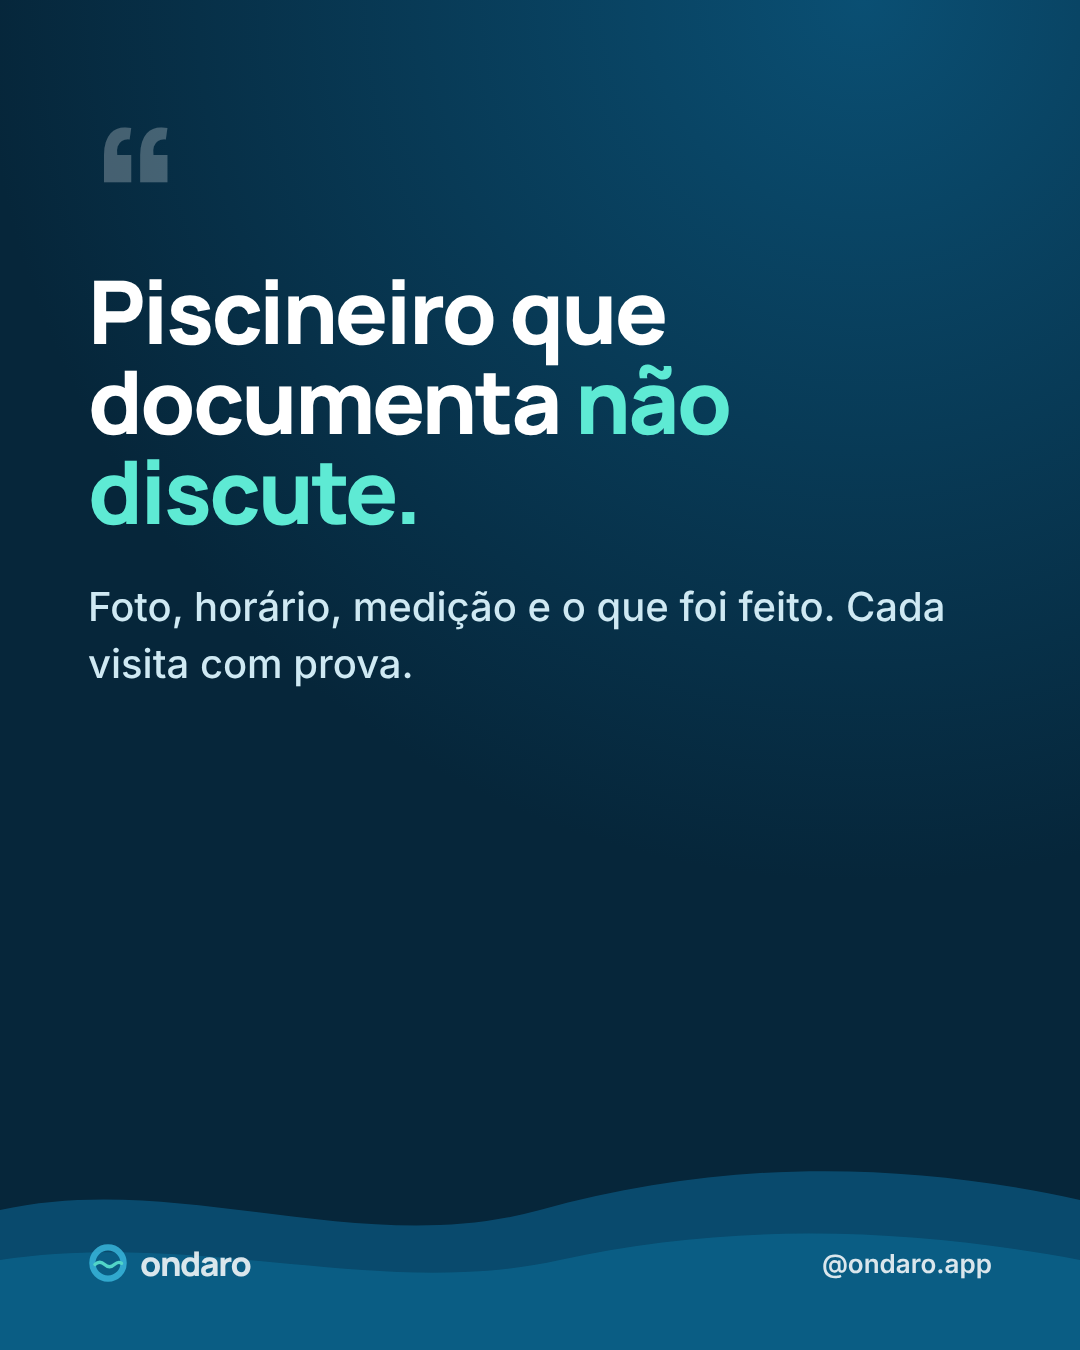 “
Piscineiro que
documenta não
discute.
Foto, horário, medição e o que foi feito. Cada
visita com prova.
ondaro
@ondaro.app